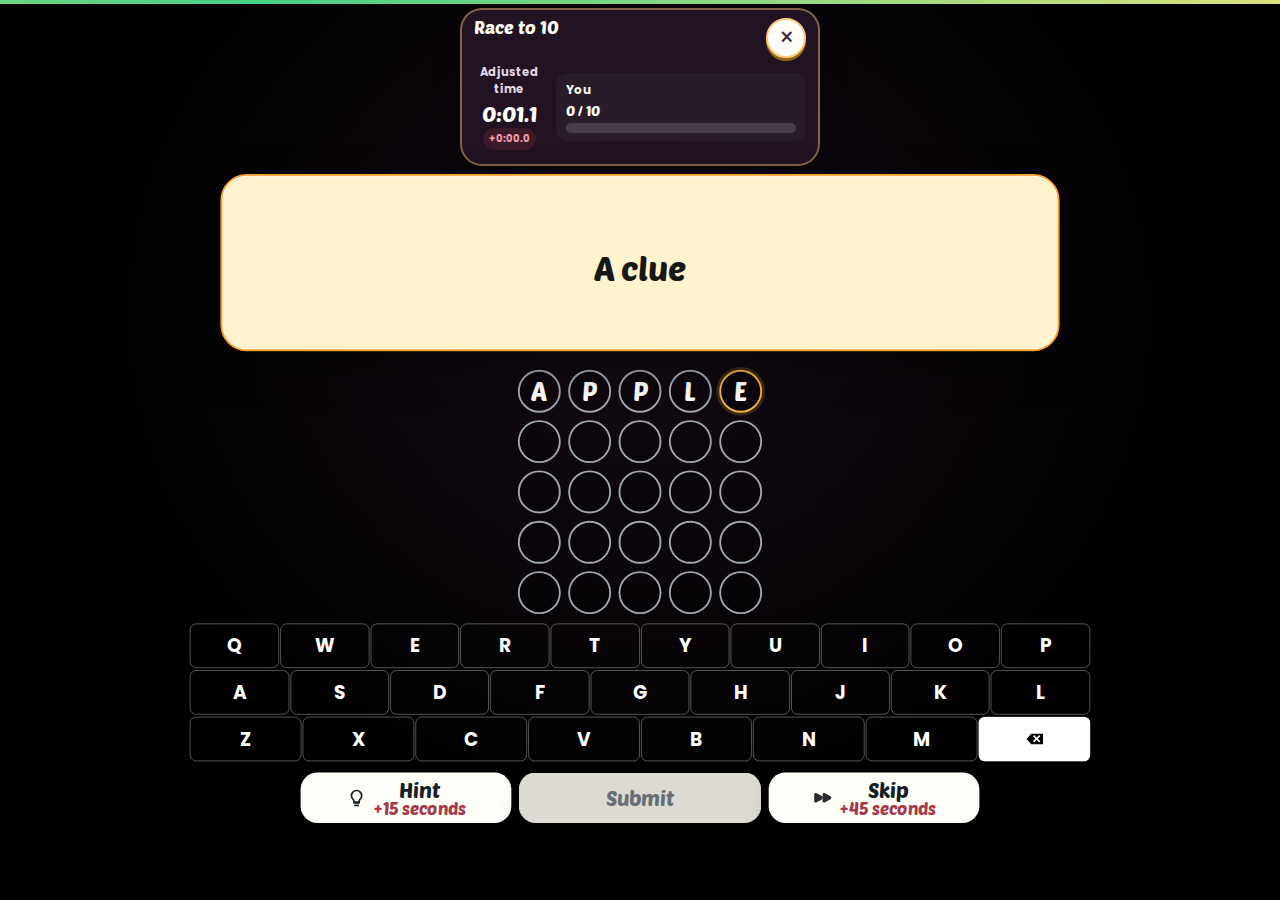 Race to 10
×
Adjusted
time
0:01.1
+0:00.0
You
0 / 10
A clue
A P P L E
Q W E R T Y U I O P
A S D F G H J K L
Z X C V B N M
Hint
+15 seconds
Submit
Skip
+45 seconds